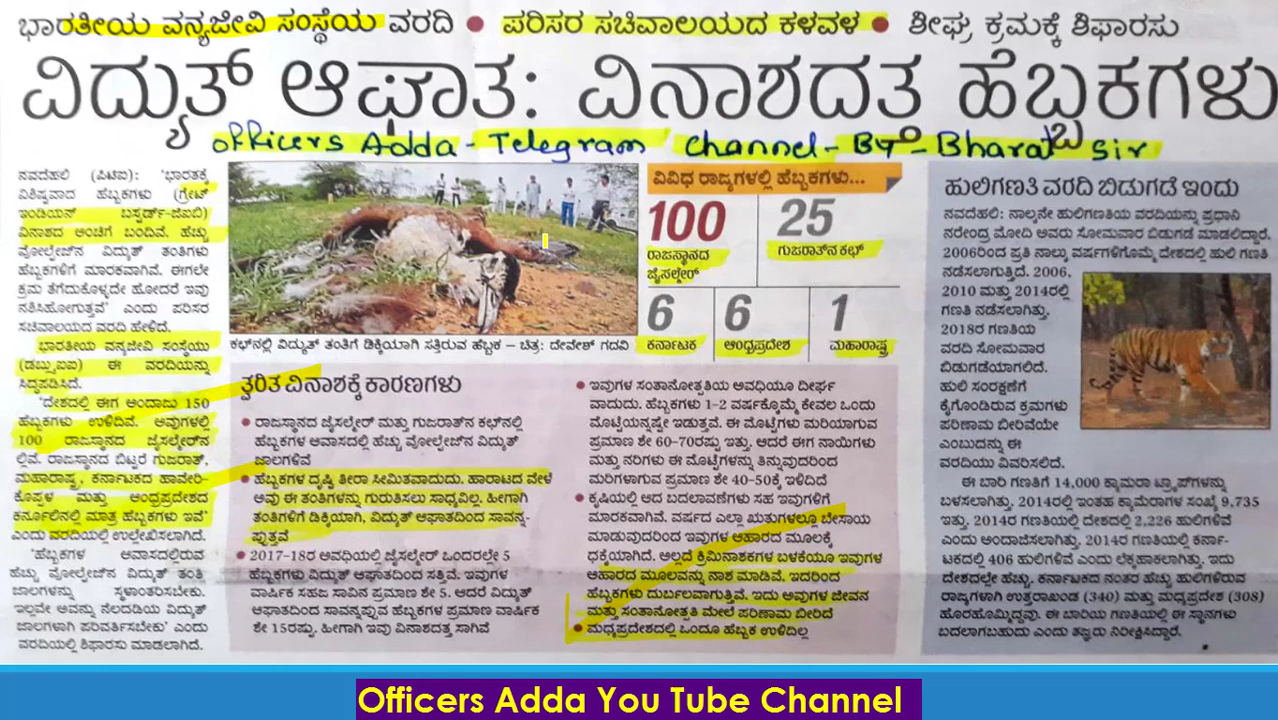 ಭಾರತೀಯ ವನ್ಯಜೀವಿ ಸಂಸ್ಥೆಯ ವರದಿ ● ಪರಿಸರ ಸಚಿವಾಲಯದ ಕಳವಳ ● ಶೀಘ್ರ ಕ್ರಮಕ್ಕೆ ಶಿಫಾರಸು
ವಿದ್ಯುತ್ ಆಘಾತ: ವಿನಾಶದತ್ತ ಹೆಬ್ಬಕಗಳು
officers Adda - Telegram channel - BY - Bharat sir
ನವದೆಹಲಿ (ಪಿಟಿಐ): 'ಭಾರತಕ್ಕೆ
ವಿಶಿಷ್ಟವಾದ ಹೆಬ್ಬಕಗಳು (ಗ್ರೇಟ್
ಇಂಡಿಯನ್ ಬಸ್ಟರ್ಡ್–ಜಿಐಬಿ)
ವಿನಾಶದ ಅಂಚಿಗೆ ಬಂದಿವೆ. ಹೆಚ್ಚು
ವೋಲ್ಟೇಜ್‌ನ ವಿದ್ಯುತ್ ತಂತಿಗಳು
ಹೆಬ್ಬಕಗಳಿಗೆ ಮಾರಕವಾಗಿವೆ. ಈಗಲೇ
ಕ್ರಮ ತೆಗೆದುಕೊಳ್ಳದೇ ಹೋದರೆ ಇವು
ನಶಿಸಿಹೋಗುತ್ತವೆ' ಎಂದು ಪರಿಸರ
ಸಚಿವಾಲಯದ ವರದಿ ಹೇಳಿದೆ.
ಭಾರತೀಯ ವನ್ಯಜೀವಿ ಸಂಸ್ಥೆಯು
(ಡಬ್ಲ್ಯುಐಐ) ಈ ವರದಿಯನ್ನು
ಸಿದ್ಧಪಡಿಸಿದೆ.
'ದೇಶದಲ್ಲಿ ಈಗ ಅಂದಾಜು 150
ಹೆಬ್ಬಕಗಳು ಉಳಿದಿವೆ. ಅವುಗಳಲ್ಲಿ
100 ರಾಜಸ್ಥಾನದ ಜೈಸಲ್ಮೇರ್‌ನ
ಲ್ಲಿವೆ. ರಾಜಸ್ಥಾನದ ಬಿಟ್ಟರೆ ಗುಜರಾತ್,
ಮಹಾರಾಷ್ಟ್ರ, ಕರ್ನಾಟಕದ ಹಾವೇರಿ–
ಕೊಪ್ಪಳ ಮತ್ತು ಆಂಧ್ರಪ್ರದೇಶದ
ಕರ್ನೂಲಿನಲ್ಲಿ ಮಾತ್ರ ಹೆಬ್ಬಕಗಳು ಇವೆ'
ಎಂದು ವರದಿಯಲ್ಲಿ ಉಲ್ಲೇಖಿಸಲಾಗಿದೆ.
'ಹೆಬ್ಬಕಗಳ ಆವಾಸದಲ್ಲಿರುವ
ಹೆಚ್ಚು ವೋಲ್ಟೇಜ್‌ನ ವಿದ್ಯುತ್ ತಂತಿ
ಜಾಲಗಳನ್ನು ಸ್ಥಳಾಂತರಿಸಬೇಕು.
ಇಲ್ಲವೇ ಅವನ್ನು ನೆಲದಡಿಯ ವಿದ್ಯುತ್
ಜಾಲಗಳಾಗಿ ಪರಿವರ್ತಿಸಬೇಕು' ಎಂದು
ವರದಿಯಲ್ಲಿ ಶಿಫಾರಸು ಮಾಡಲಾಗಿದೆ.
ಕಛ್‌ನಲ್ಲಿ ವಿದ್ಯುತ್ ತಂತಿಗೆ ಡಿಕ್ಕಿಯಾಗಿ ಸತ್ತಿರುವ ಹೆಬ್ಬಕ – ಚಿತ್ರ: ದೇವೇಶ್ ಗದವಿ
ವಿವಿಧ ರಾಜ್ಯಗಳಲ್ಲಿ ಹೆಬ್ಬಕಗಳು...
100
ರಾಜಸ್ಥಾನದ
ಜೈಸಲ್ಮೇರ್
25
ಗುಜರಾತ್‌ನ ಕಛ್
6
ಕರ್ನಾಟಕ
6
ಆಂಧ್ರಪ್ರದೇಶ
1
ಮಹಾರಾಷ್ಟ್ರ
ತ್ವರಿತ ವಿನಾಶಕ್ಕೆ ಕಾರಣಗಳು
● ರಾಜಸ್ಥಾನದ ಜೈಸಲ್ಮೇರ್ ಮತ್ತು ಗುಜರಾತ್‌ನ ಕಛ್‌ನಲ್ಲಿ
ಹೆಬ್ಬಕಗಳ ಆವಾಸದಲ್ಲಿ ಹೆಚ್ಚು ವೋಲ್ಟೇಜ್‌ನ ವಿದ್ಯುತ್
ಜಾಲಗಳಿವೆ
● ಹೆಬ್ಬಕಗಳ ದೃಷ್ಟಿ ತೀರಾ ಸೀಮಿತವಾದುದು. ಹಾರಾಟದ ವೇಳೆ
ಅವು ಈ ತಂತಿಗಳನ್ನು ಗುರುತಿಸಲು ಸಾಧ್ಯವಿಲ್ಲ. ಹೀಗಾಗಿ
ತಂತಿಗಳಿಗೆ ಡಿಕ್ಕಿಯಾಗಿ, ವಿದ್ಯುತ್ ಆಘಾತದಿಂದ ಸಾವನ್ನ-
ಪ್ಪುತ್ತವೆ
● 2017–18ರ ಅವಧಿಯಲ್ಲಿ ಜೈಸಲ್ಮೇರ್ ಒಂದರಲ್ಲೇ 5
ಹೆಬ್ಬಕಗಳು ವಿದ್ಯುತ್ ಆಘಾತದಿಂದ ಸತ್ತಿವೆ. ಇವುಗಳ
ವಾರ್ಷಿಕ ಸಹಜ ಸಾವಿನ ಪ್ರಮಾಣ ಶೇ 5. ಆದರೆ ವಿದ್ಯುತ್
ಆಘಾತದಿಂದ ಸಾವನ್ನಪ್ಪುವ ಹೆಬ್ಬಕಗಳ ಪ್ರಮಾಣ ವಾರ್ಷಿಕ
ಶೇ 15ರಷ್ಟು. ಹೀಗಾಗಿ ಇವು ವಿನಾಶದತ್ತ ಸಾಗಿವೆ
● ಇವುಗಳ ಸಂತಾನೋತ್ಪತ್ತಿಯ ಅವಧಿಯೂ ದೀರ್ಘ
ವಾದುದು. ಹೆಬ್ಬಕಗಳು 1–2 ವರ್ಷಕ್ಕೊಮ್ಮೆ ಕೇವಲ ಒಂದು
ಮೊಟ್ಟೆಯನ್ನಷ್ಟೇ ಇಡುತ್ತವೆ. ಈ ಮೊಟ್ಟೆಗಳು ಮರಿಯಾಗುವ
ಪ್ರಮಾಣ ಶೇ 60–70ರಷ್ಟು ಇತ್ತು. ಆದರೆ ಈಗ ನಾಯಿಗಳು
ಮತ್ತು ನರಿಗಳು ಈ ಮೊಟ್ಟೆಗಳನ್ನು ತಿನ್ನುವುದರಿಂದ
ಮರಿಗಳಾಗುವ ಪ್ರಮಾಣ ಶೇ 40–50ಕ್ಕೆ ಇಳಿದಿದೆ
● ಕೃಷಿಯಲ್ಲಿ ಆದ ಬದಲಾವಣೆಗಳು ಸಹ ಇವುಗಳಿಗೆ
ಮಾರಕವಾಗಿವೆ. ವರ್ಷದ ಎಲ್ಲಾ ಋತುಗಳಲ್ಲೂ ಬೇಸಾಯ
ಮಾಡುವುದರಿಂದ ಇವುಗಳ ಆಹಾರದ ಮೂಲಕ್ಕೆ
ಧಕ್ಕೆಯಾಗಿದೆ. ಅಲ್ಲದೆ ಕ್ರಿಮಿನಾಶಕಗಳ ಬಳಕೆಯೂ ಇವುಗಳ
ಆಹಾರದ ಮೂಲವನ್ನು ನಾಶ ಮಾಡಿವೆ. ಇದರಿಂದ
ಹೆಬ್ಬಕಗಳು ದುರ್ಬಲವಾಗುತ್ತಿವೆ. ಇದು ಅವುಗಳ ಜೀವನ
ಮತ್ತು ಸಂತಾನೋತ್ಪತ್ತಿ ಮೇಲೆ ಪರಿಣಾಮ ಬೀರಿದೆ
● ಮಧ್ಯಪ್ರದೇಶದಲ್ಲಿ ಒಂದೂ ಹೆಬ್ಬಕ ಉಳಿದಿಲ್ಲ
ಹುಲಿಗಣತಿ ವರದಿ ಬಿಡುಗಡೆ ಇಂದು
ನವದೆಹಲಿ: ನಾಲ್ಕನೇ ಹುಲಿಗಣತಿಯ ವರದಿಯನ್ನು ಪ್ರಧಾನಿ
ನರೇಂದ್ರ ಮೋದಿ ಅವರು ಸೋಮವಾರ ಬಿಡುಗಡೆ ಮಾಡಲಿದ್ದಾರೆ.
2006ರಿಂದ ಪ್ರತಿ ನಾಲ್ಕು ವರ್ಷಗಳಿಗೊಮ್ಮೆ ದೇಶದಲ್ಲಿ ಹುಲಿ ಗಣತಿ
ನಡೆಸಲಾಗುತ್ತಿದೆ. 2006,
2010 ಮತ್ತು 2014ರಲ್ಲಿ
ಗಣತಿ ನಡೆಸಲಾಗಿತ್ತು.
2018ರ ಗಣತಿಯ
ವರದಿ ಸೋಮವಾರ
ಬಿಡುಗಡೆಯಾಗಲಿದೆ.
ಹುಲಿ ಸಂರಕ್ಷಣೆಗೆ
ಕೈಗೊಂಡಿರುವ ಕ್ರಮಗಳು
ಪರಿಣಾಮ ಬೀರಿವೆಯೇ
ಎಂಬುದನ್ನು ಈ
ವರದಿಯು ವಿವರಿಸಲಿದೆ.
ಈ ಬಾರಿ ಗಣತಿಗೆ 14,000 ಕ್ಯಾಮರಾ ಟ್ರ್ಯಾಪ್‌ಗಳನ್ನು
ಬಳಸಲಾಗಿತ್ತು. 2014ರಲ್ಲಿ ಇಂತಹ ಕ್ಯಾಮೆರಾಗಳ ಸಂಖ್ಯೆ 9,735
ಇತ್ತು. 2014ರ ಗಣತಿಯಲ್ಲಿ ದೇಶದಲ್ಲಿ 2,226 ಹುಲಿಗಳಿವೆ
ಎಂದು ಅಂದಾಜಿಸಲಾಗಿತ್ತು. 2014ರ ಗಣತಿಯಲ್ಲಿ ಕರ್ನಾ-
ಟಕದಲ್ಲಿ 406 ಹುಲಿಗಳಿವೆ ಎಂದು ಲೆಕ್ಕಹಾಕಲಾಗಿತ್ತು. ಇದು
ದೇಶದಲ್ಲೇ ಹೆಚ್ಚು. ಕರ್ನಾಟಕದ ನಂತರ ಹೆಚ್ಚು ಹುಲಿಗಳಿರುವ
ರಾಜ್ಯಗಳಾಗಿ ಉತ್ತರಾಖಂಡ (340) ಮತ್ತು ಮಧ್ಯಪ್ರದೇಶ (308)
ಹೊರಹೊಮ್ಮಿದ್ದವು. ಈ ಬಾರಿಯ ಗಣತಿಯಲ್ಲಿ ಈ ಸ್ಥಾನಗಳು
ಬದಲಾಗಬಹುದು ಎಂದು ತಜ್ಞರು ನಿರೀಕ್ಷಿಸಿದ್ದಾರೆ.
Officers Adda You Tube Channel